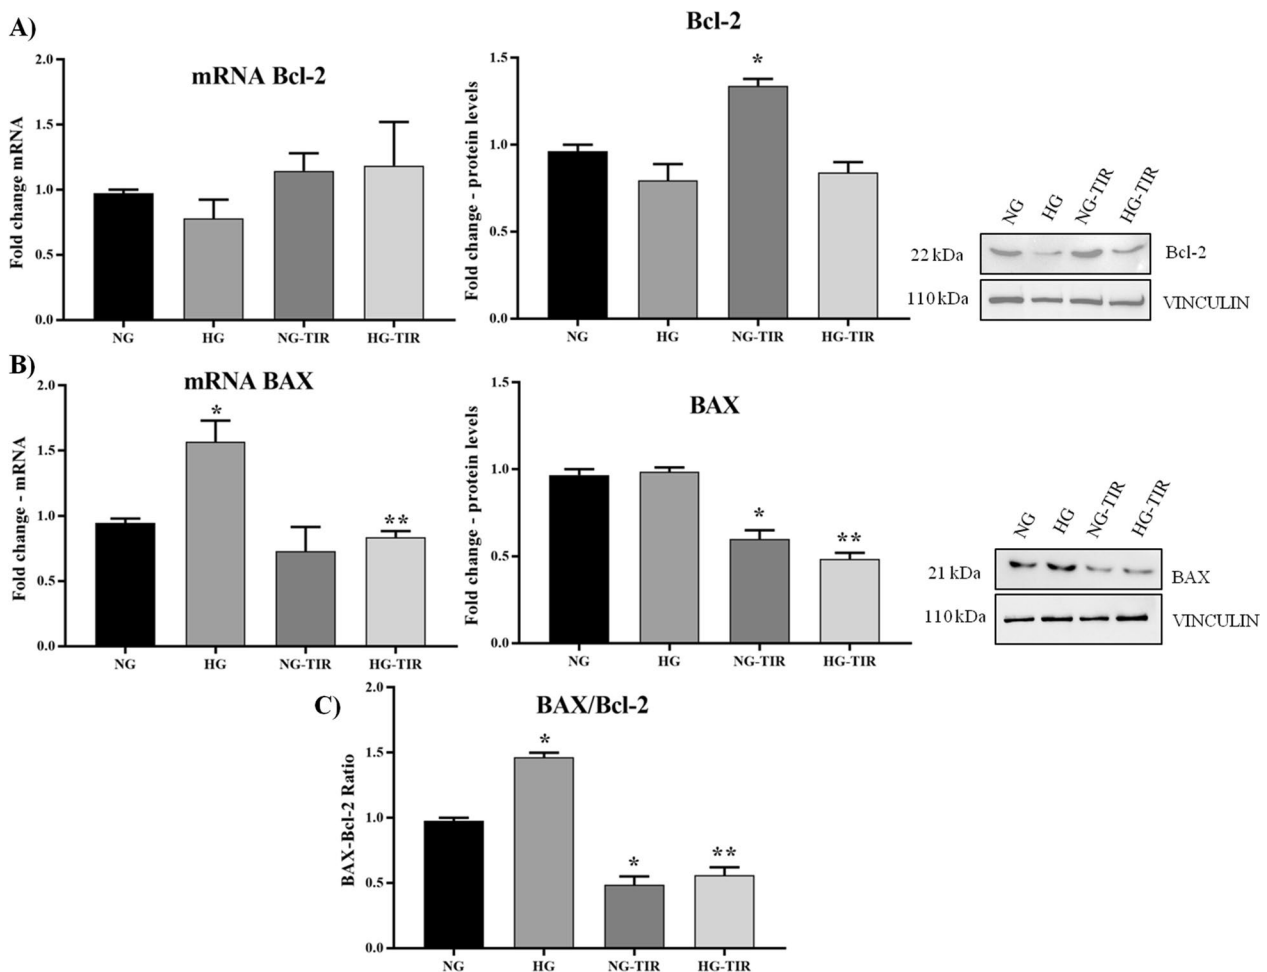 A)
mRNA Bcl-2
Fold change mRNA
2.0
1.5
1.0
0.5
0.0
NG HG NG-TIR HG-TIR
Bcl-2
Fold change - protein levels
1.5
1.0
0.5
0.0
*
NG HG NG-TIR HG-TIR
NG HG NG-TIR HG-TIR
22 kDa Bcl-2
110 kDa VINCULIN
B)
mRNA BAX
Fold change - mRNA
2.0
1.5
1.0
0.5
0.0
*
**
NG HG NG-TIR HG-TIR
BAX
Fold change - protein levels
1.5
1.0
0.5
0.0
*
**
NG HG NG-TIR HG-TIR
NG HG NG-TIR HG-TIR
21 kDa BAX
110 kDa VINCULIN
C)
BAX/Bcl-2
BAX-Bcl-2 Ratio
2.0
1.5
1.0
0.5
0.0
*
*
**
NG HG NG-TIR HG-TIR